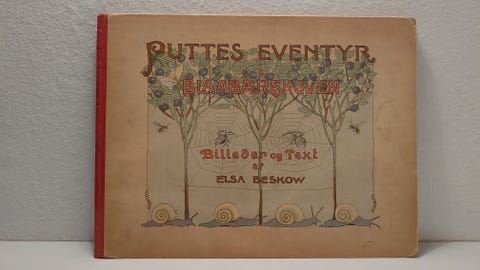 PUTTES EVENTYR
I
BLAABÆRSKOVEN
Billeder og Text
af
ELSA BESKOW